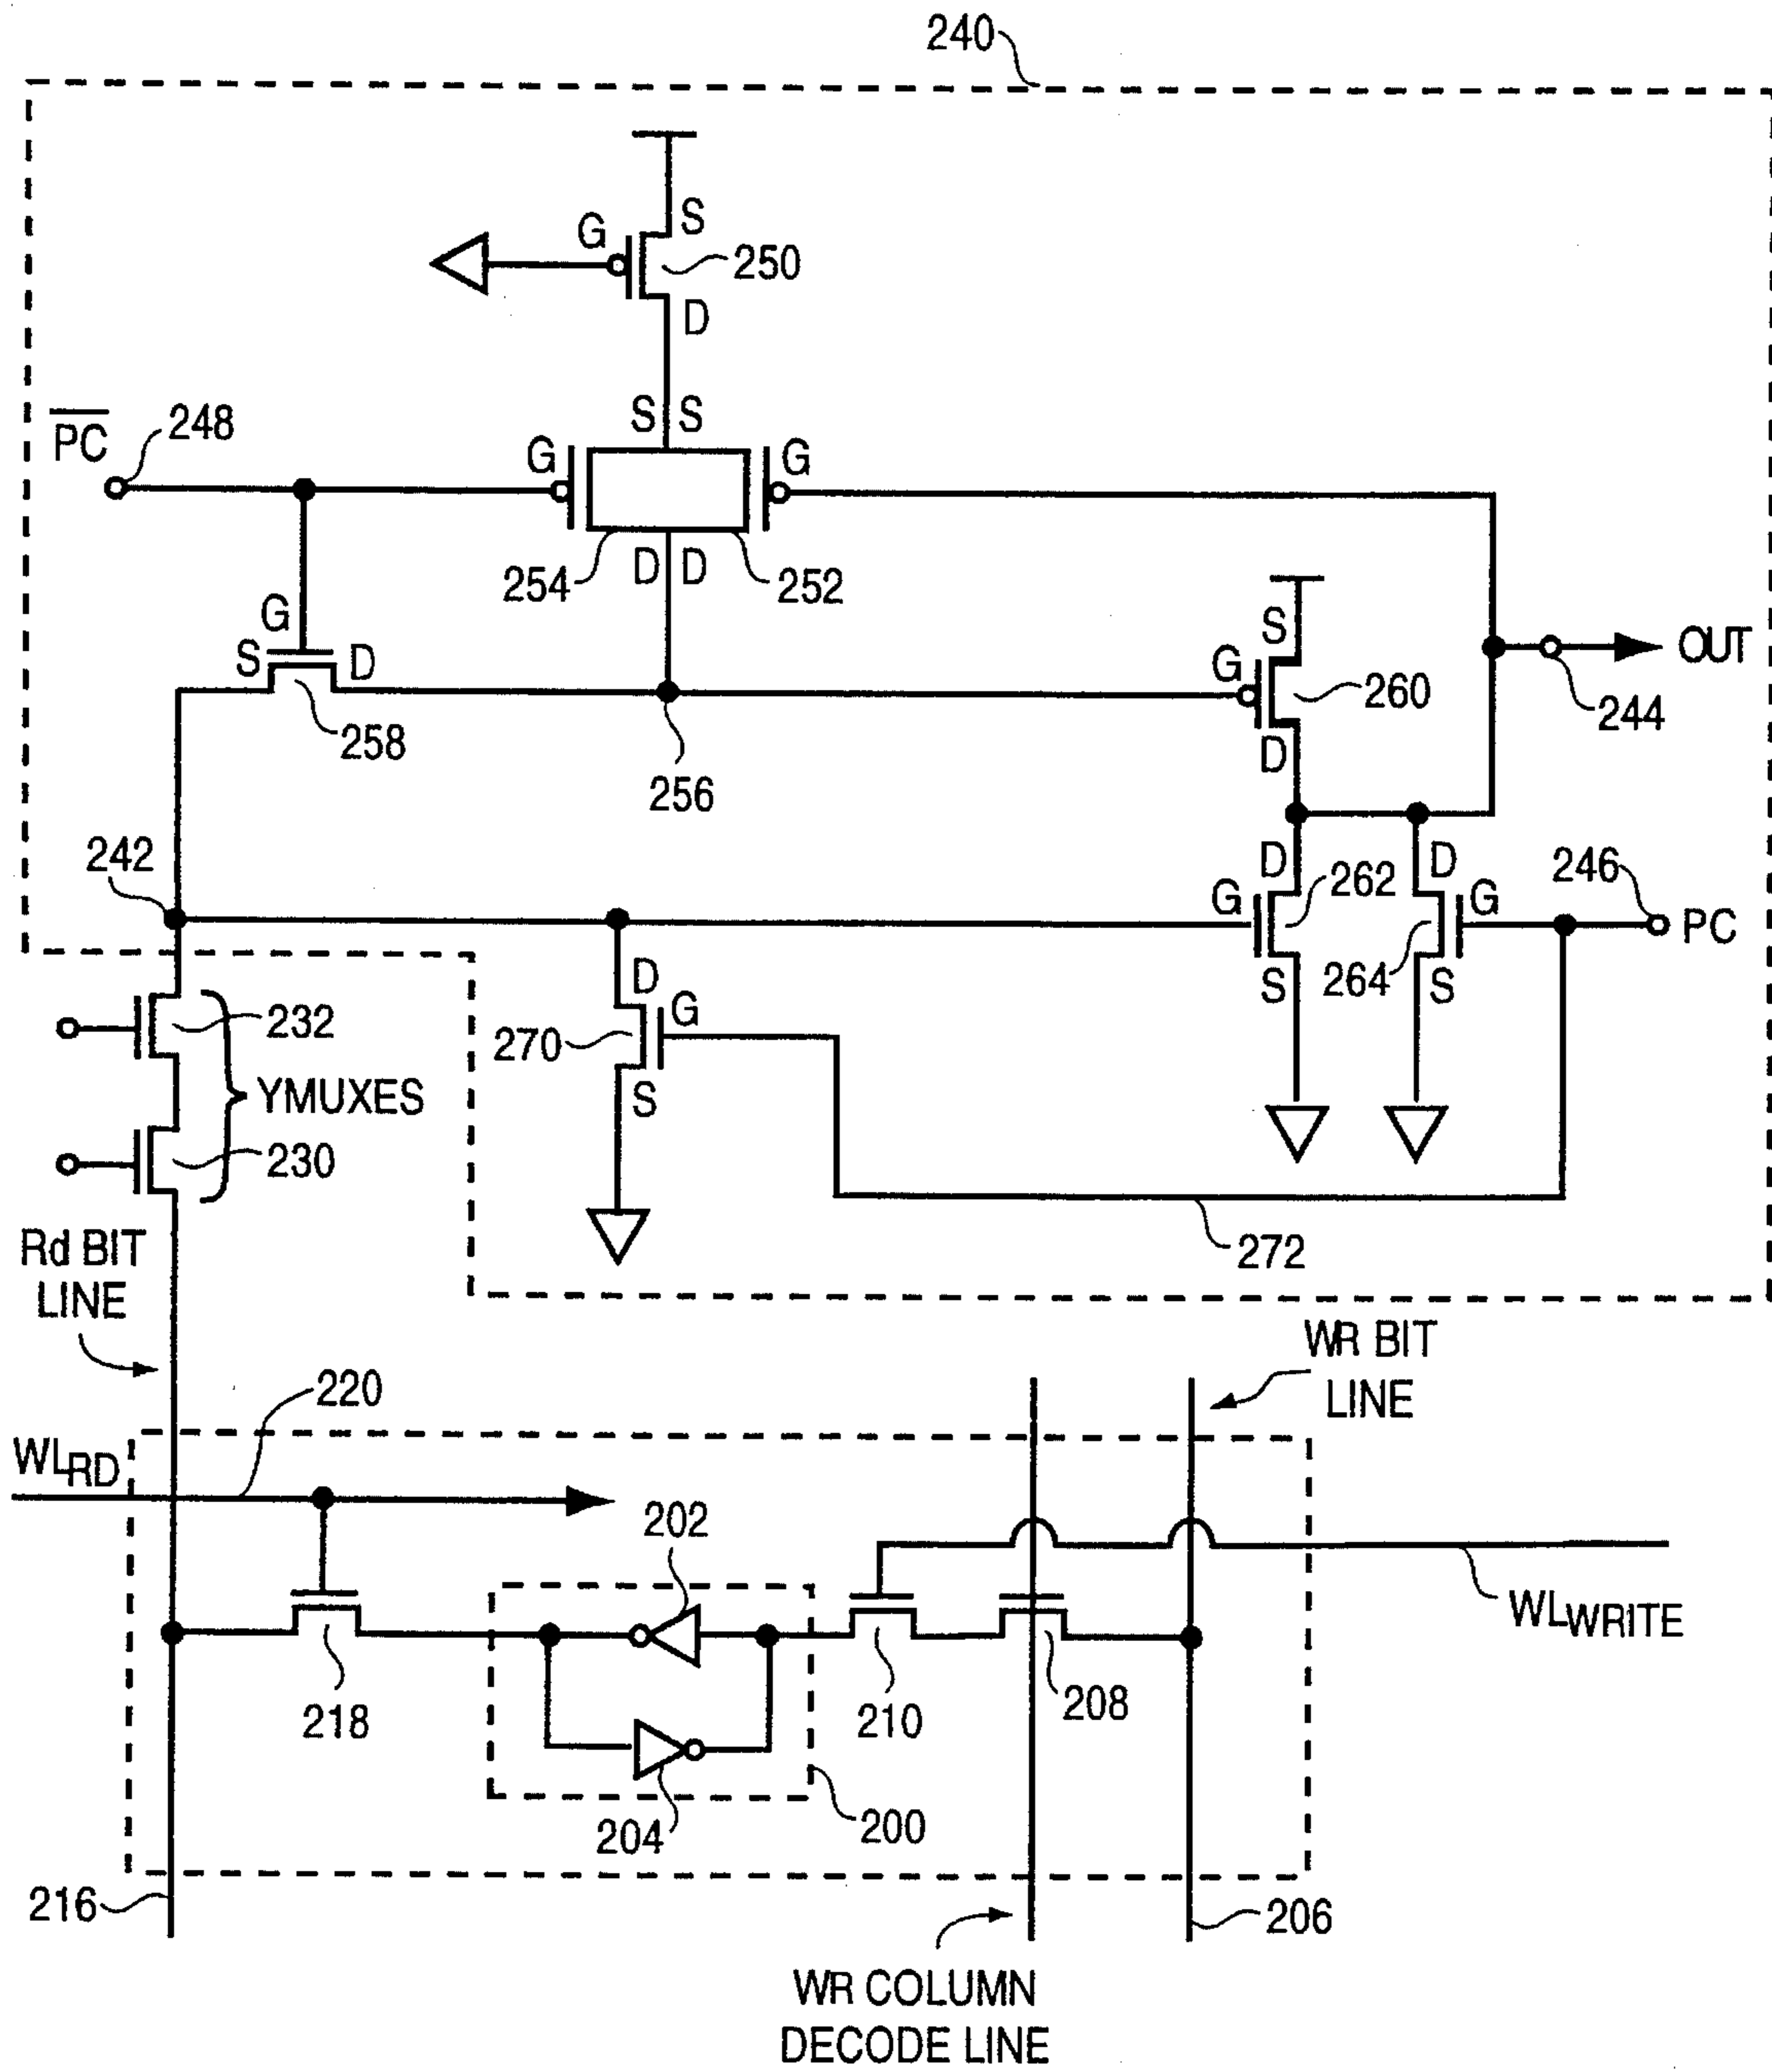 240
S
G
250
D
PC
248
S S
G
G
254
D D
252
G
S
D
258
256
S
G
260
D
OUT
244
242
D
G
262
S
D
G
264
S
246
PC
D
G
270
S
272
232
YMUXES
230
Rd BIT
LINE
WR BIT
LINE
220
WLRD
202
218
204
200
210
208
WLWRITE
216
206
WR COLUMN
DECODE LINE